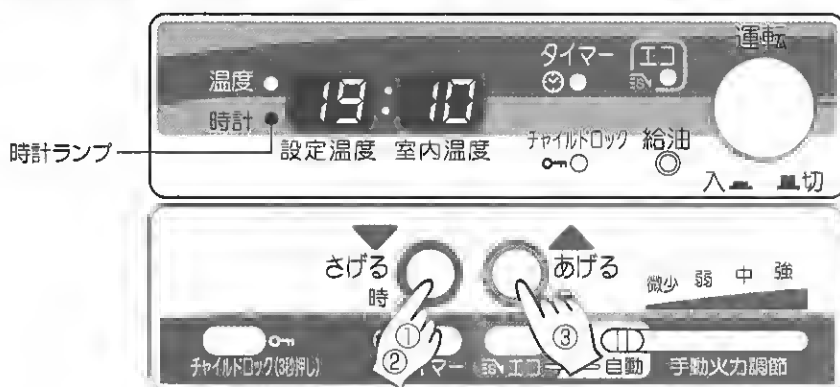 運転
タイマー エコ
温度 19:10
時計
時計ランプ
設定温度 室内温度
チャイルドロック 給油
入 切
さげる あげる
時
微少 弱 中 強
① ③
②
チャイルドロック(3秒押し) イマー エコ 自動 手動火力調節